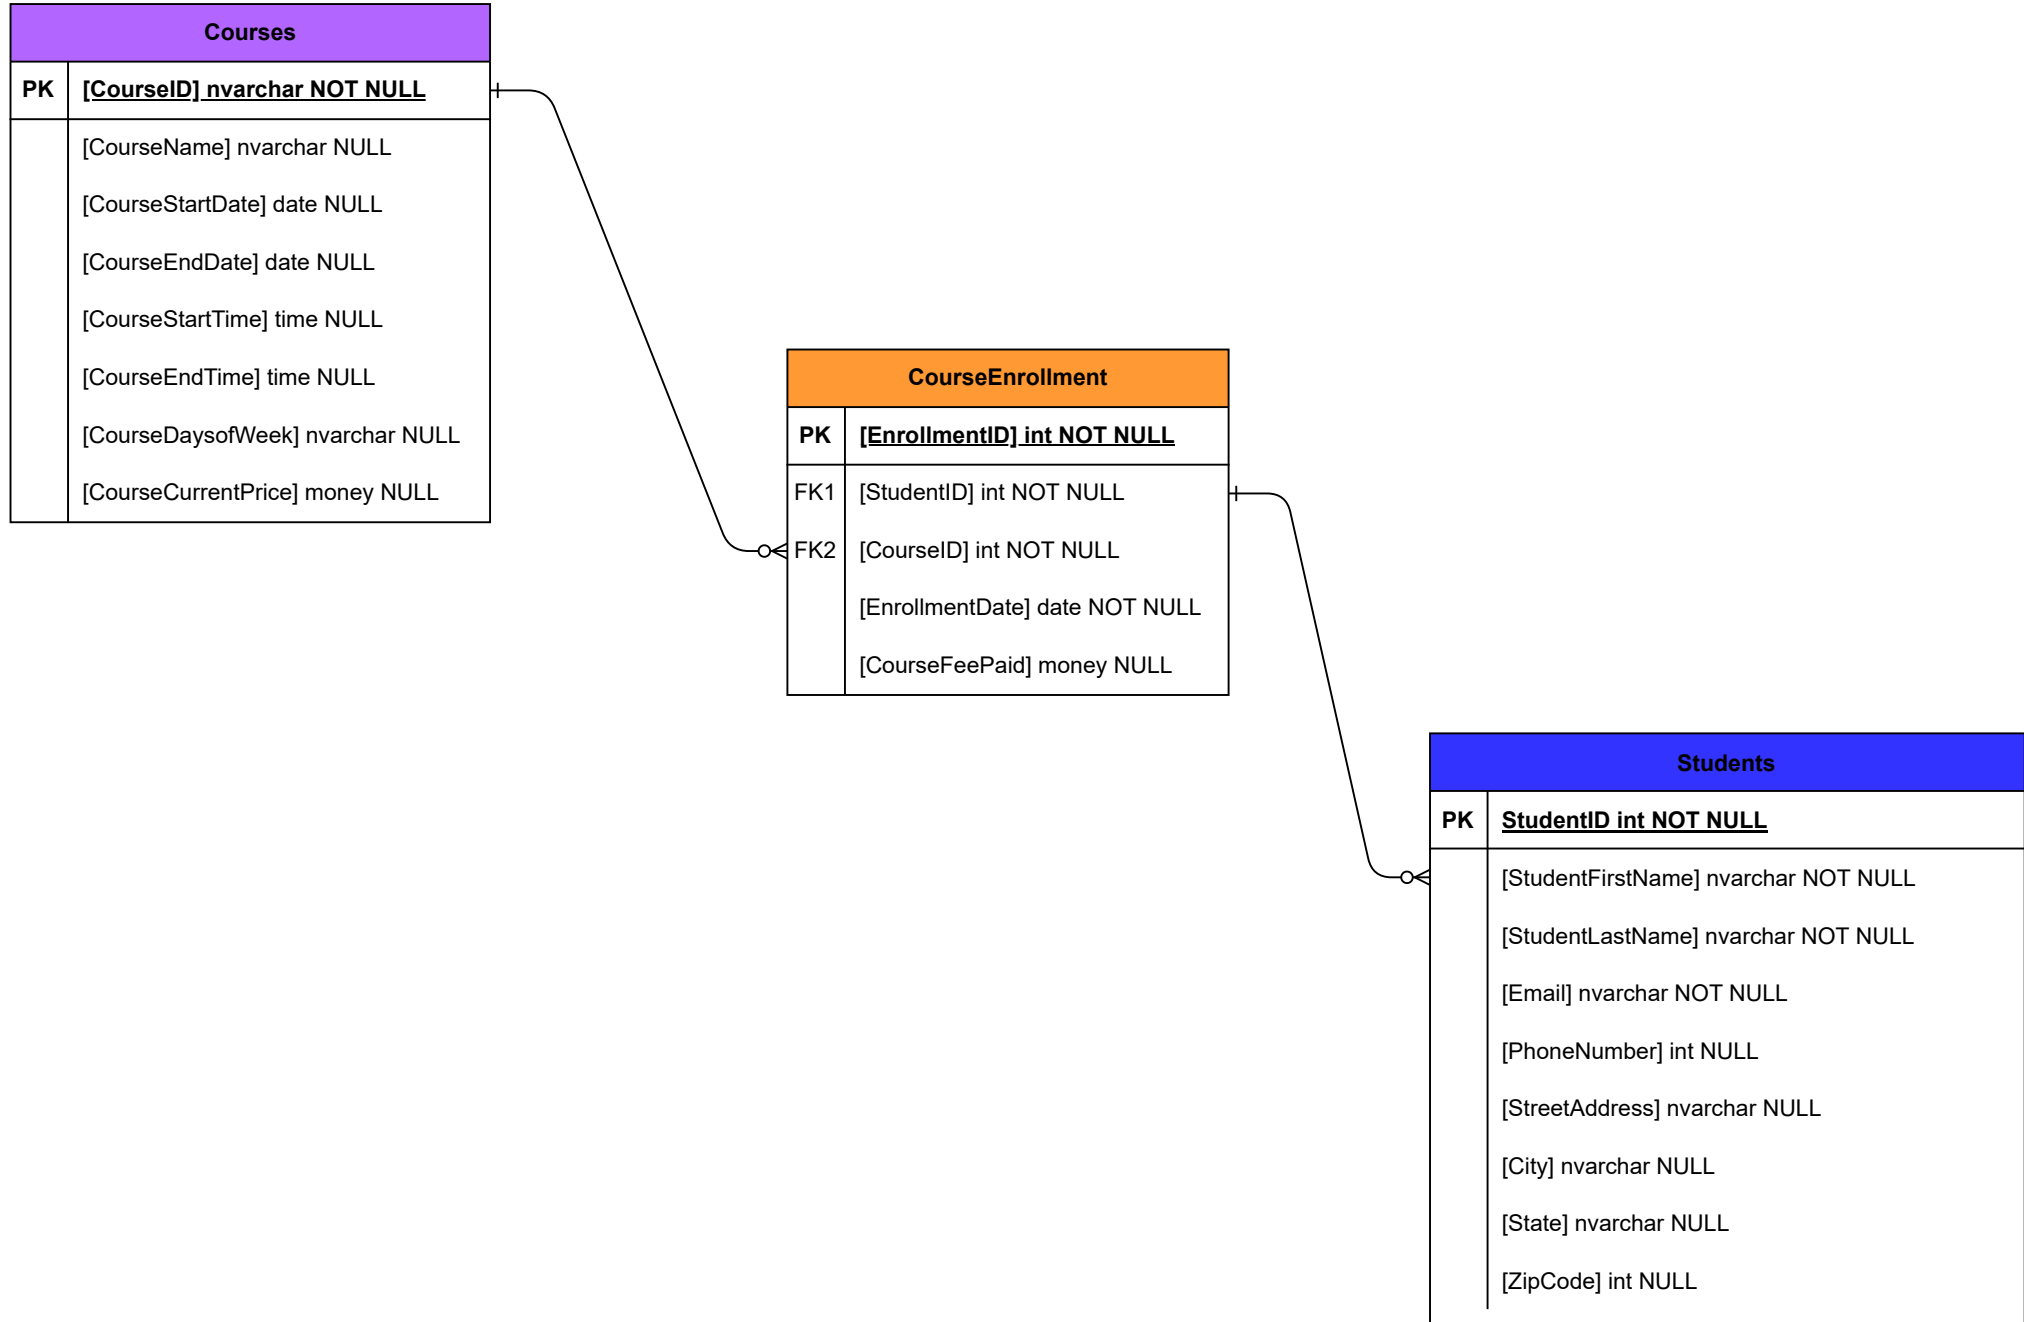 Courses
PK [CourseID] nvarchar NOT NULL
[CourseName] nvarchar NULL
[CourseStartDate] date NULL
[CourseEndDate] date NULL
[CourseStartTime] time NULL
[CourseEndTime] time NULL
[CourseDaysofWeek] nvarchar NULL
[CourseCurrentPrice] money NULL
CourseEnrollment
PK [EnrollmentID] int NOT NULL
FK1 [StudentID] int NOT NULL
FK2 [CourseID] int NOT NULL
[EnrollmentDate] date NOT NULL
[CourseFeePaid] money NULL
Students
PK StudentID int NOT NULL
[StudentFirstName] nvarchar NOT NULL
[StudentLastName] nvarchar NOT NULL
[Email] nvarchar NOT NULL
[PhoneNumber] int NULL
[StreetAddress] nvarchar NULL
[City] nvarchar NULL
[State] nvarchar NULL
[ZipCode] int NULL